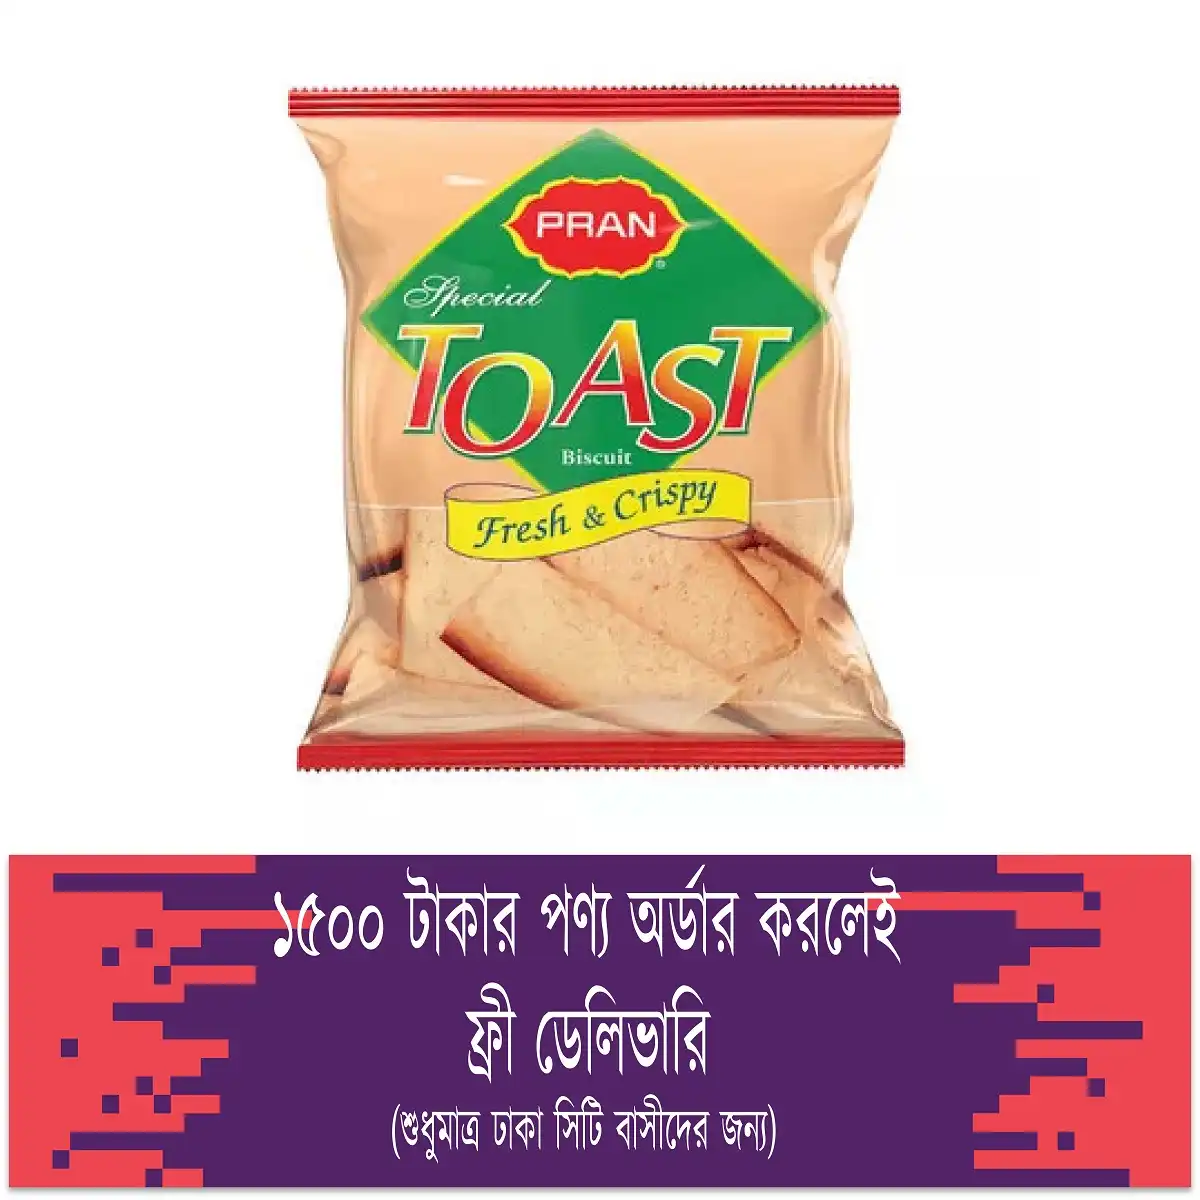 PRAN
®
Special
TOAST
Biscuit
Fresh & Crispy
১৫০০ টাকার পণ্য অর্ডার করলেই
ফ্রী ডেলিভারি
(শুধুমাত্র ঢাকা সিটি বাসীদের জন্য)